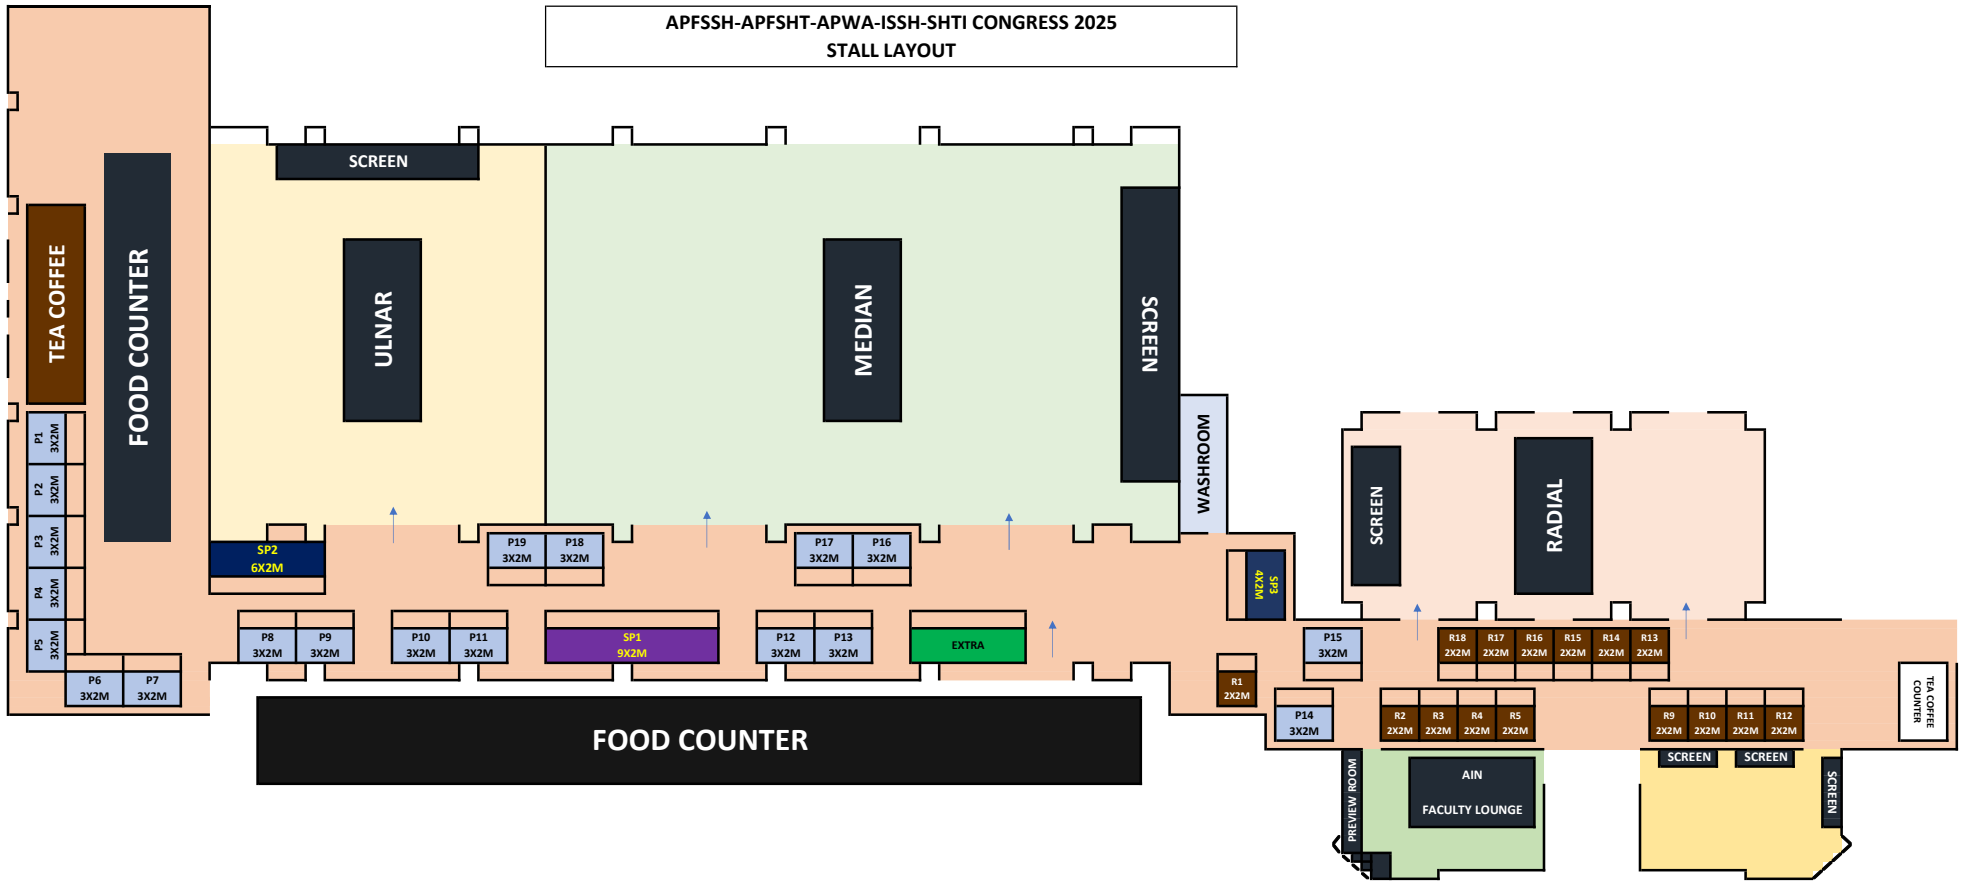 APFSSH-APFSHT-APWA-ISSH-SHTI CONGRESS 2025
STALL LAYOUT
SCREEN
TEA COFFEE
FOOD COUNTER
ULNAR
MEDIAN
SCREEN
WASHROOM
P1
3X2M
P2
3X2M
P3
3X2M
P4
3X2M
P5
3X2M
P6
3X2M
P7
3X2M
SP2
6X2M
P19
3X2M
P18
3X2M
P17
3X2M
P16
3X2M
P8
3X2M
P9
3X2M
P10
3X2M
P11
3X2M
SP1
9X2M
P12
3X2M
P13
3X2M
EXTRA
FOOD COUNTER
SP3
4X2M
SCREEN
RADIAL
R1
2X2M
P15
3X2M
P14
3X2M
R18
2X2M
R17
2X2M
R16
2X2M
R15
2X2M
R14
2X2M
R13
2X2M
R2
2X2M
R3
2X2M
R4
2X2M
R5
2X2M
R9
2X2M
R10
2X2M
R11
2X2M
R12
2X2M
TEA COFFEE
COUNTER
PREVIEW ROOM
AIN
FACULTY LOUNGE
SCREEN
SCREEN
SCREEN